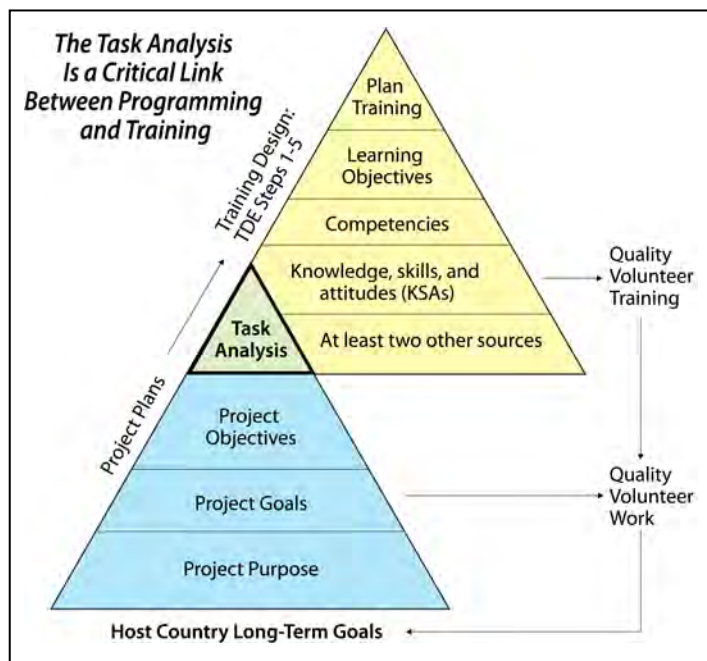 The Task Analysis
Is a Critical Link
Between Programming
and Training
Training Design:
TDE Steps 1-5
Plan
Training
Learning
Objectives
Competencies
Knowledge, skills, and
attitudes (KSAs)
At least two other sources
Quality
Volunteer
Training
Task
Analysis
Project Plans
Project
Objectives
Project Goals
Project Purpose
Quality
Volunteer
Work
Host Country Long-Term Goals